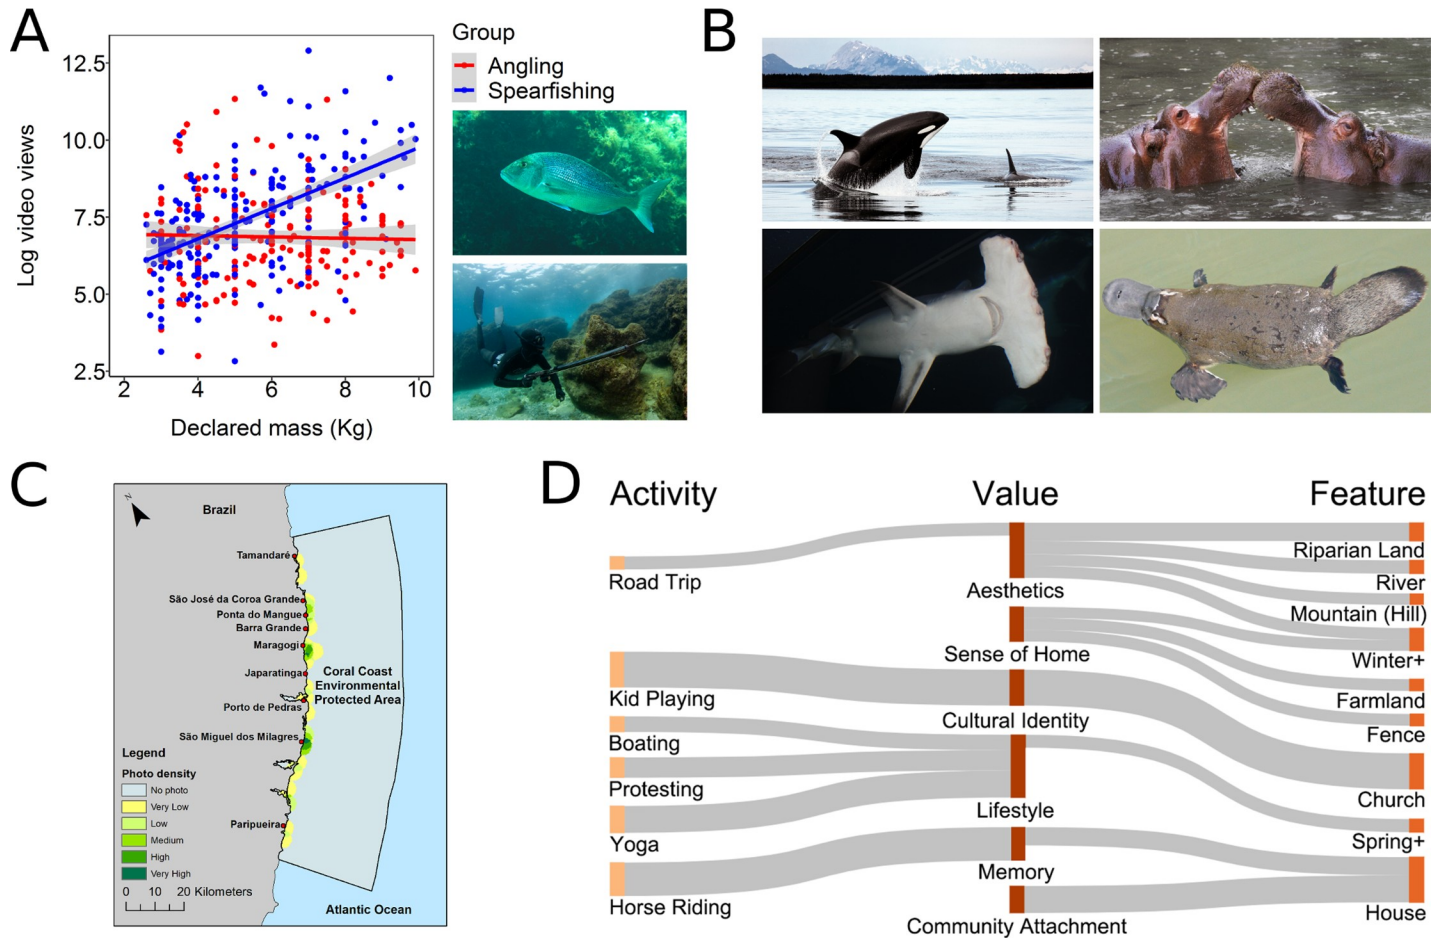 A
12.5
10.0
7.5
5.0
2.5
Log video views
2 4 6 8 10
Declared mass (Kg)
Group
Angling
Spearfishing
B
C
N
Brazil
Tamandaré
São José da Coroa Grande
Ponta do Mangue
Barra Grande
Maragogi
Japaratinga
Coral Coast
Environmental
Protected Area
Porto de Pedras
São Miguel dos Milagres
Paripueira
Legend
Photo density
No photo
Very Low
Low
Medium
High
Very High
0 10 20 Kilometers
Atlantic Ocean
D
Activity Value Feature
Road Trip
Kid Playing
Boating
Protesting
Yoga
Horse Riding
Aesthetics
Sense of Home
Cultural Identity
Lifestyle
Memory
Community Attachment
Riparian Land
River
Mountain (Hill)
Winter+
Farmland
Fence
Church
Spring+
House